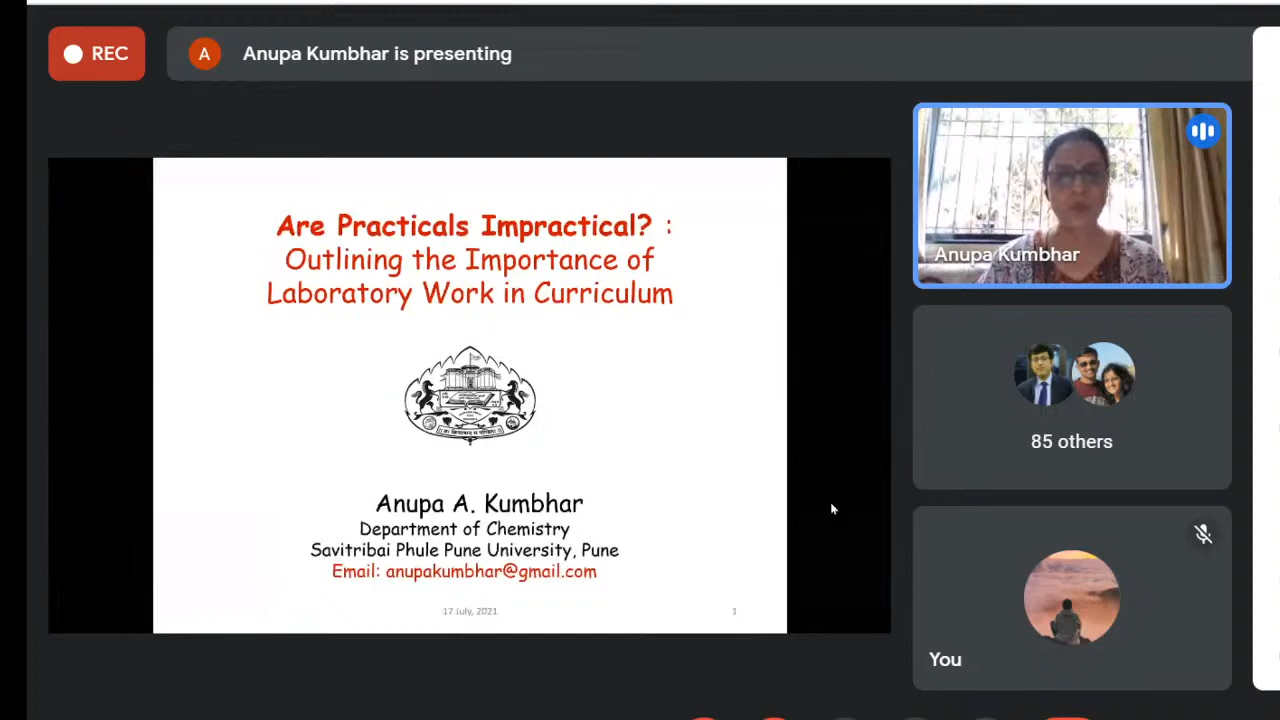 REC
A
Anupa Kumbhar is presenting
Are Practicals Impractical? :
Outlining the Importance of
Laboratory Work in Curriculum
Anupa A. Kumbhar
Department of Chemistry
Savitribai Phule Pune University, Pune
Email: anupakumbhar@gmail.com
17 July, 2021
1
Anupa Kumbhar
85 others
You